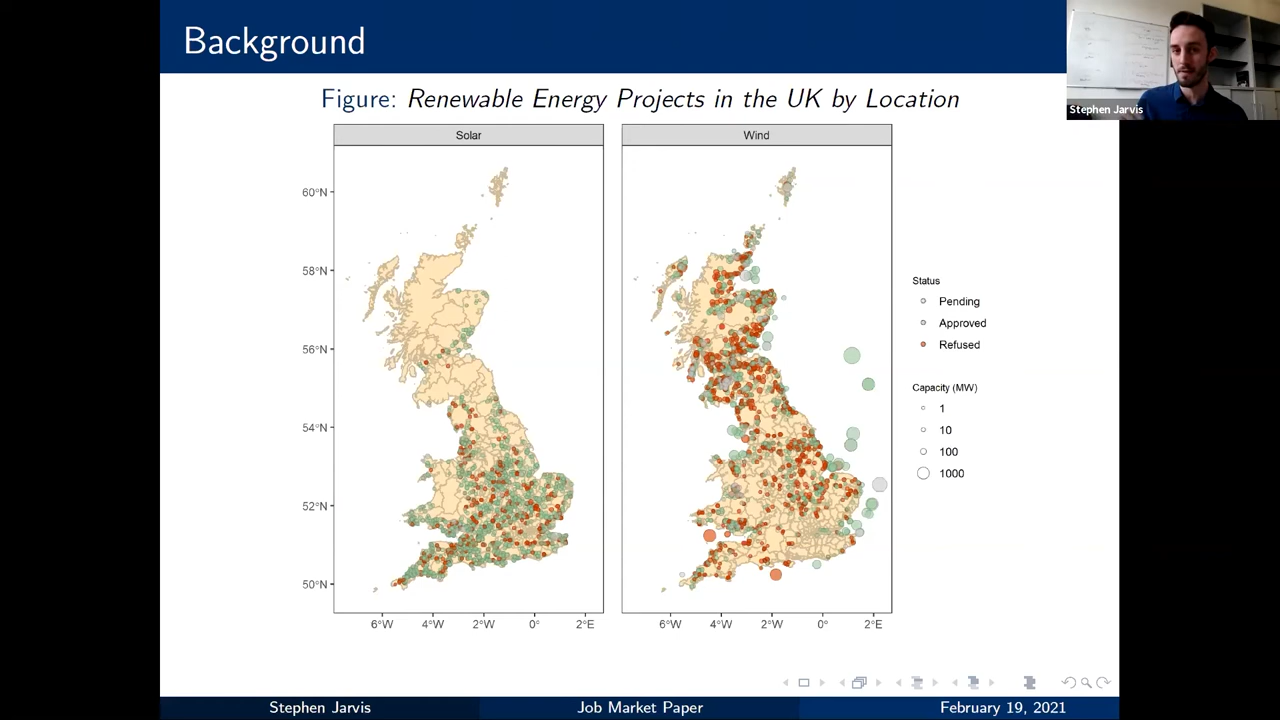 Background
Figure: Renewable Energy Projects in the UK by Location
Stephen Jarvis
Solar
Wind
60°N
58°N
56°N
54°N
52°N
50°N
6°W 4°W 2°W 0° 2°E
6°W 4°W 2°W 0° 2°E
Status
Pending
Approved
Refused
Capacity (MW)
1
10
100
1000
Stephen Jarvis Job Market Paper February 19, 2021